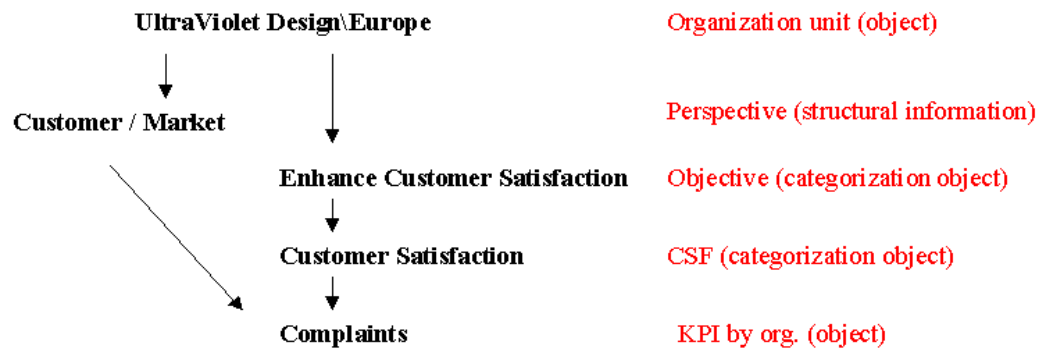 UltraViolet Design\Europe
Organization unit (object)
Customer / Market
Perspective (structural information)
Enhance Customer Satisfaction
Objective (categorization object)
Customer Satisfaction
CSF (categorization object)
Complaints
KPI by org. (object)